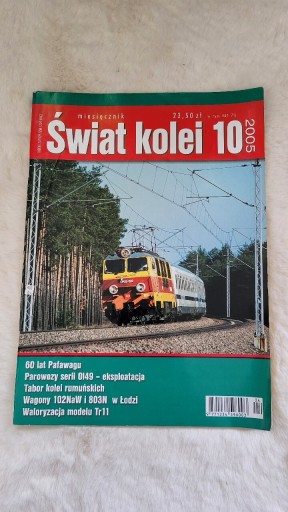 miesięcznik
23,50 zł
Świat kolei 10
2005
60 lat Pafawagu
Parowozy serii Ol49 – eksploatacja
Tabor kolei rumuńskich
Wagony 102NaW i 803N w Łodzi
Waloryzacja modelu Tr11